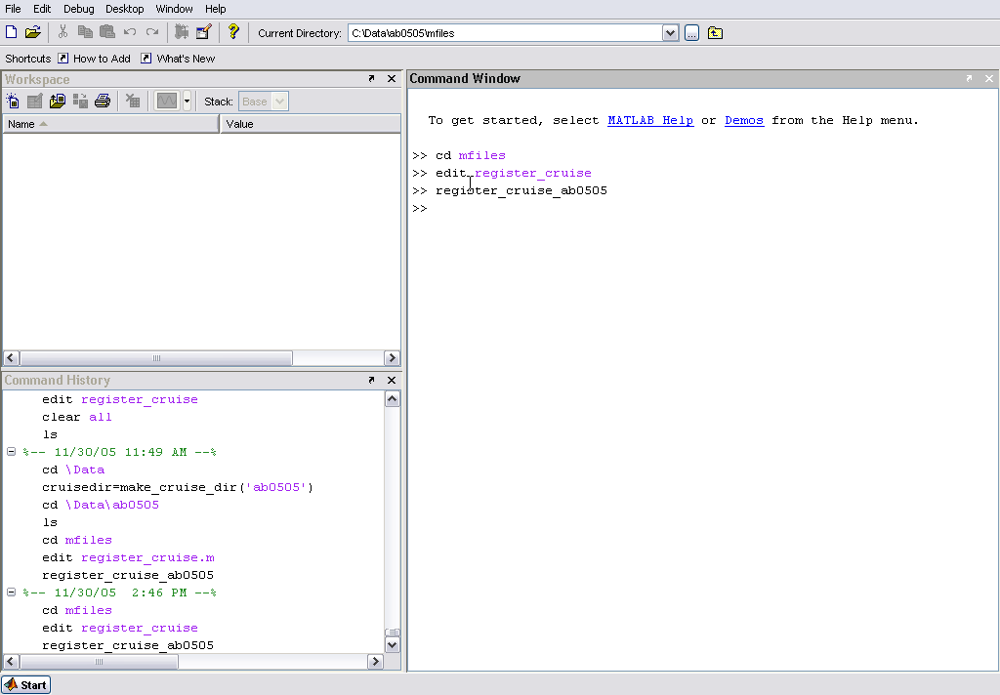 File Edit Debug Desktop Window Help
Current Directory: C:\Data\ab0505\mfiles ...
Shortcuts How to Add What's New
Workspace
Stack: Base
Name Value
Command History
edit register_cruise
clear all
ls
%-- 11/30/05 11:49 AM --%
cd \Data
cruisedir=make_cruise_dir('ab0505')
cd \Data\ab0505
ls
cd mfiles
edit register_cruise.m
register_cruise_ab0505
%-- 11/30/05  2:46 PM --%
cd mfiles
edit register_cruise
register_cruise_ab0505
Command Window
To get started, select MATLAB Help or Demos from the Help menu.
>> cd mfiles
>> edit register_cruise
>> register_cruise_ab0505
>>
Start